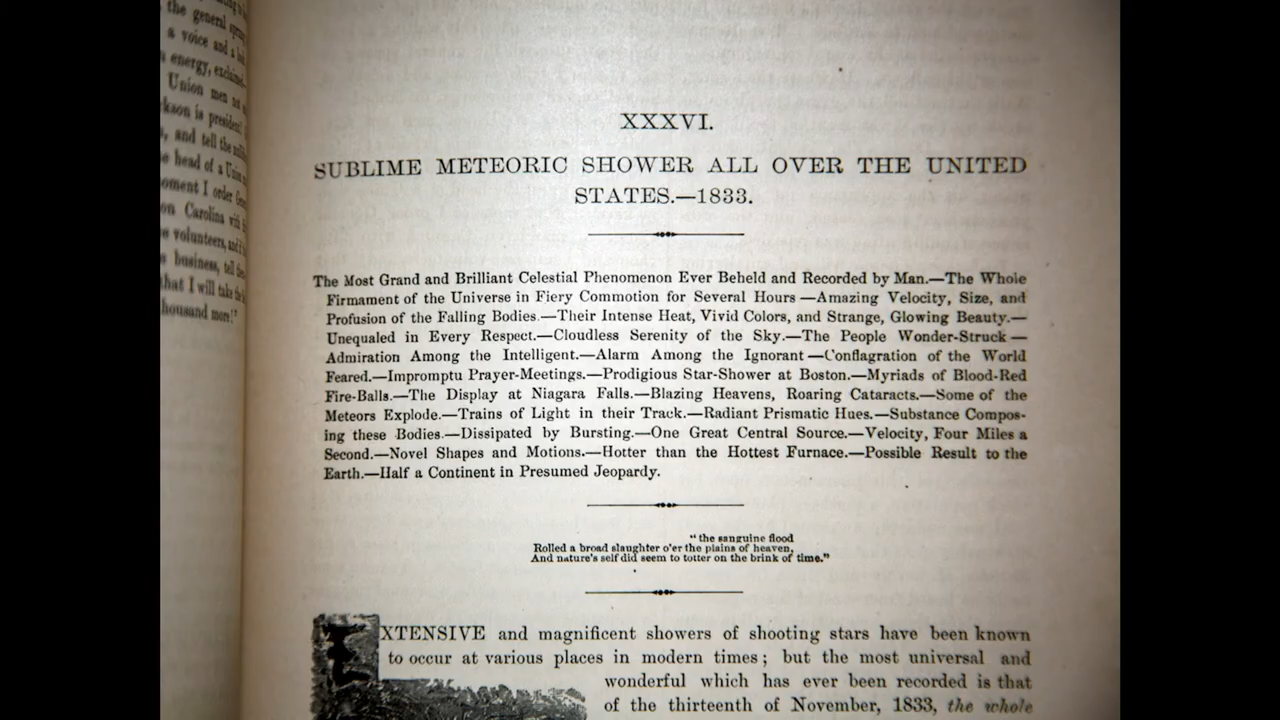 the general
a voice and a
energy, exclaim
Union men
is president
and tell the
head of a Union
moment I order
Carolina with
volunteers, and
business, tell
that I will take the
thousand more!"
XXXVI.
SUBLIME METEORIC SHOWER ALL OVER THE UNITED
STATES.—1833.
The Most Grand and Brilliant Celestial Phenomenon Ever Beheld and Recorded by Man.—The Whole
Firmament of the Universe in Fiery Commotion for Several Hours —Amazing Velocity, Size, and
Profusion of the Falling Bodies.—Their Intense Heat, Vivid Colors, and Strange, Glowing Beauty.—
Unequaled in Every Respect.—Cloudless Serenity of the Sky.—The People Wonder-Struck —
Admiration Among the Intelligent.—Alarm Among the Ignorant —Conflagration of the World
Feared.—Impromptu Prayer-Meetings.—Prodigious Star-Shower at Boston.—Myriads of Blood-Red
Fire-Balls.—The Display at Niagara Falls.—Blazing Heavens, Roaring Cataracts.—Some of the
Meteors Explode.—Trains of Light in their Track.—Radiant Prismatic Hues.—Substance Compos-
ing these Bodies.—Dissipated by Bursting.—One Great Central Source.—Velocity, Four Miles a
Second.—Novel Shapes and Motions.—Hotter than the Hottest Furnace.—Possible Result to the
Earth.—Half a Continent in Presumed Jeopardy.
"the sanguine flood
Rolled a broad slaughter o'er the plains of heaven,
And nature's self did seem to totter on the brink of time."
EXTENSIVE and magnificent showers of shooting stars have been known
to occur at various places in modern times; but the most universal and
wonderful which has ever been recorded is that
of the thirteenth of November, 1833, the whole